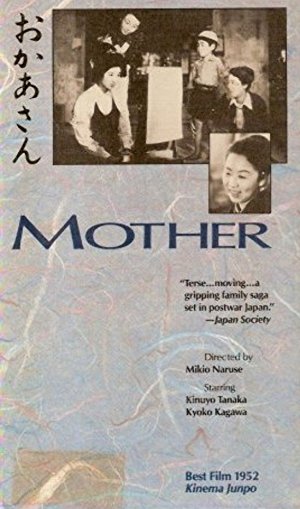 おかあさん
MOTHER
“Terse...moving...a
gripping family saga
set in postwar Japan.”
—Japan Society
Directed by
Mikio Naruse
Starring
Kinuyo Tanaka
Kyoko Kagawa
Best Film 1952
Kinema Junpo